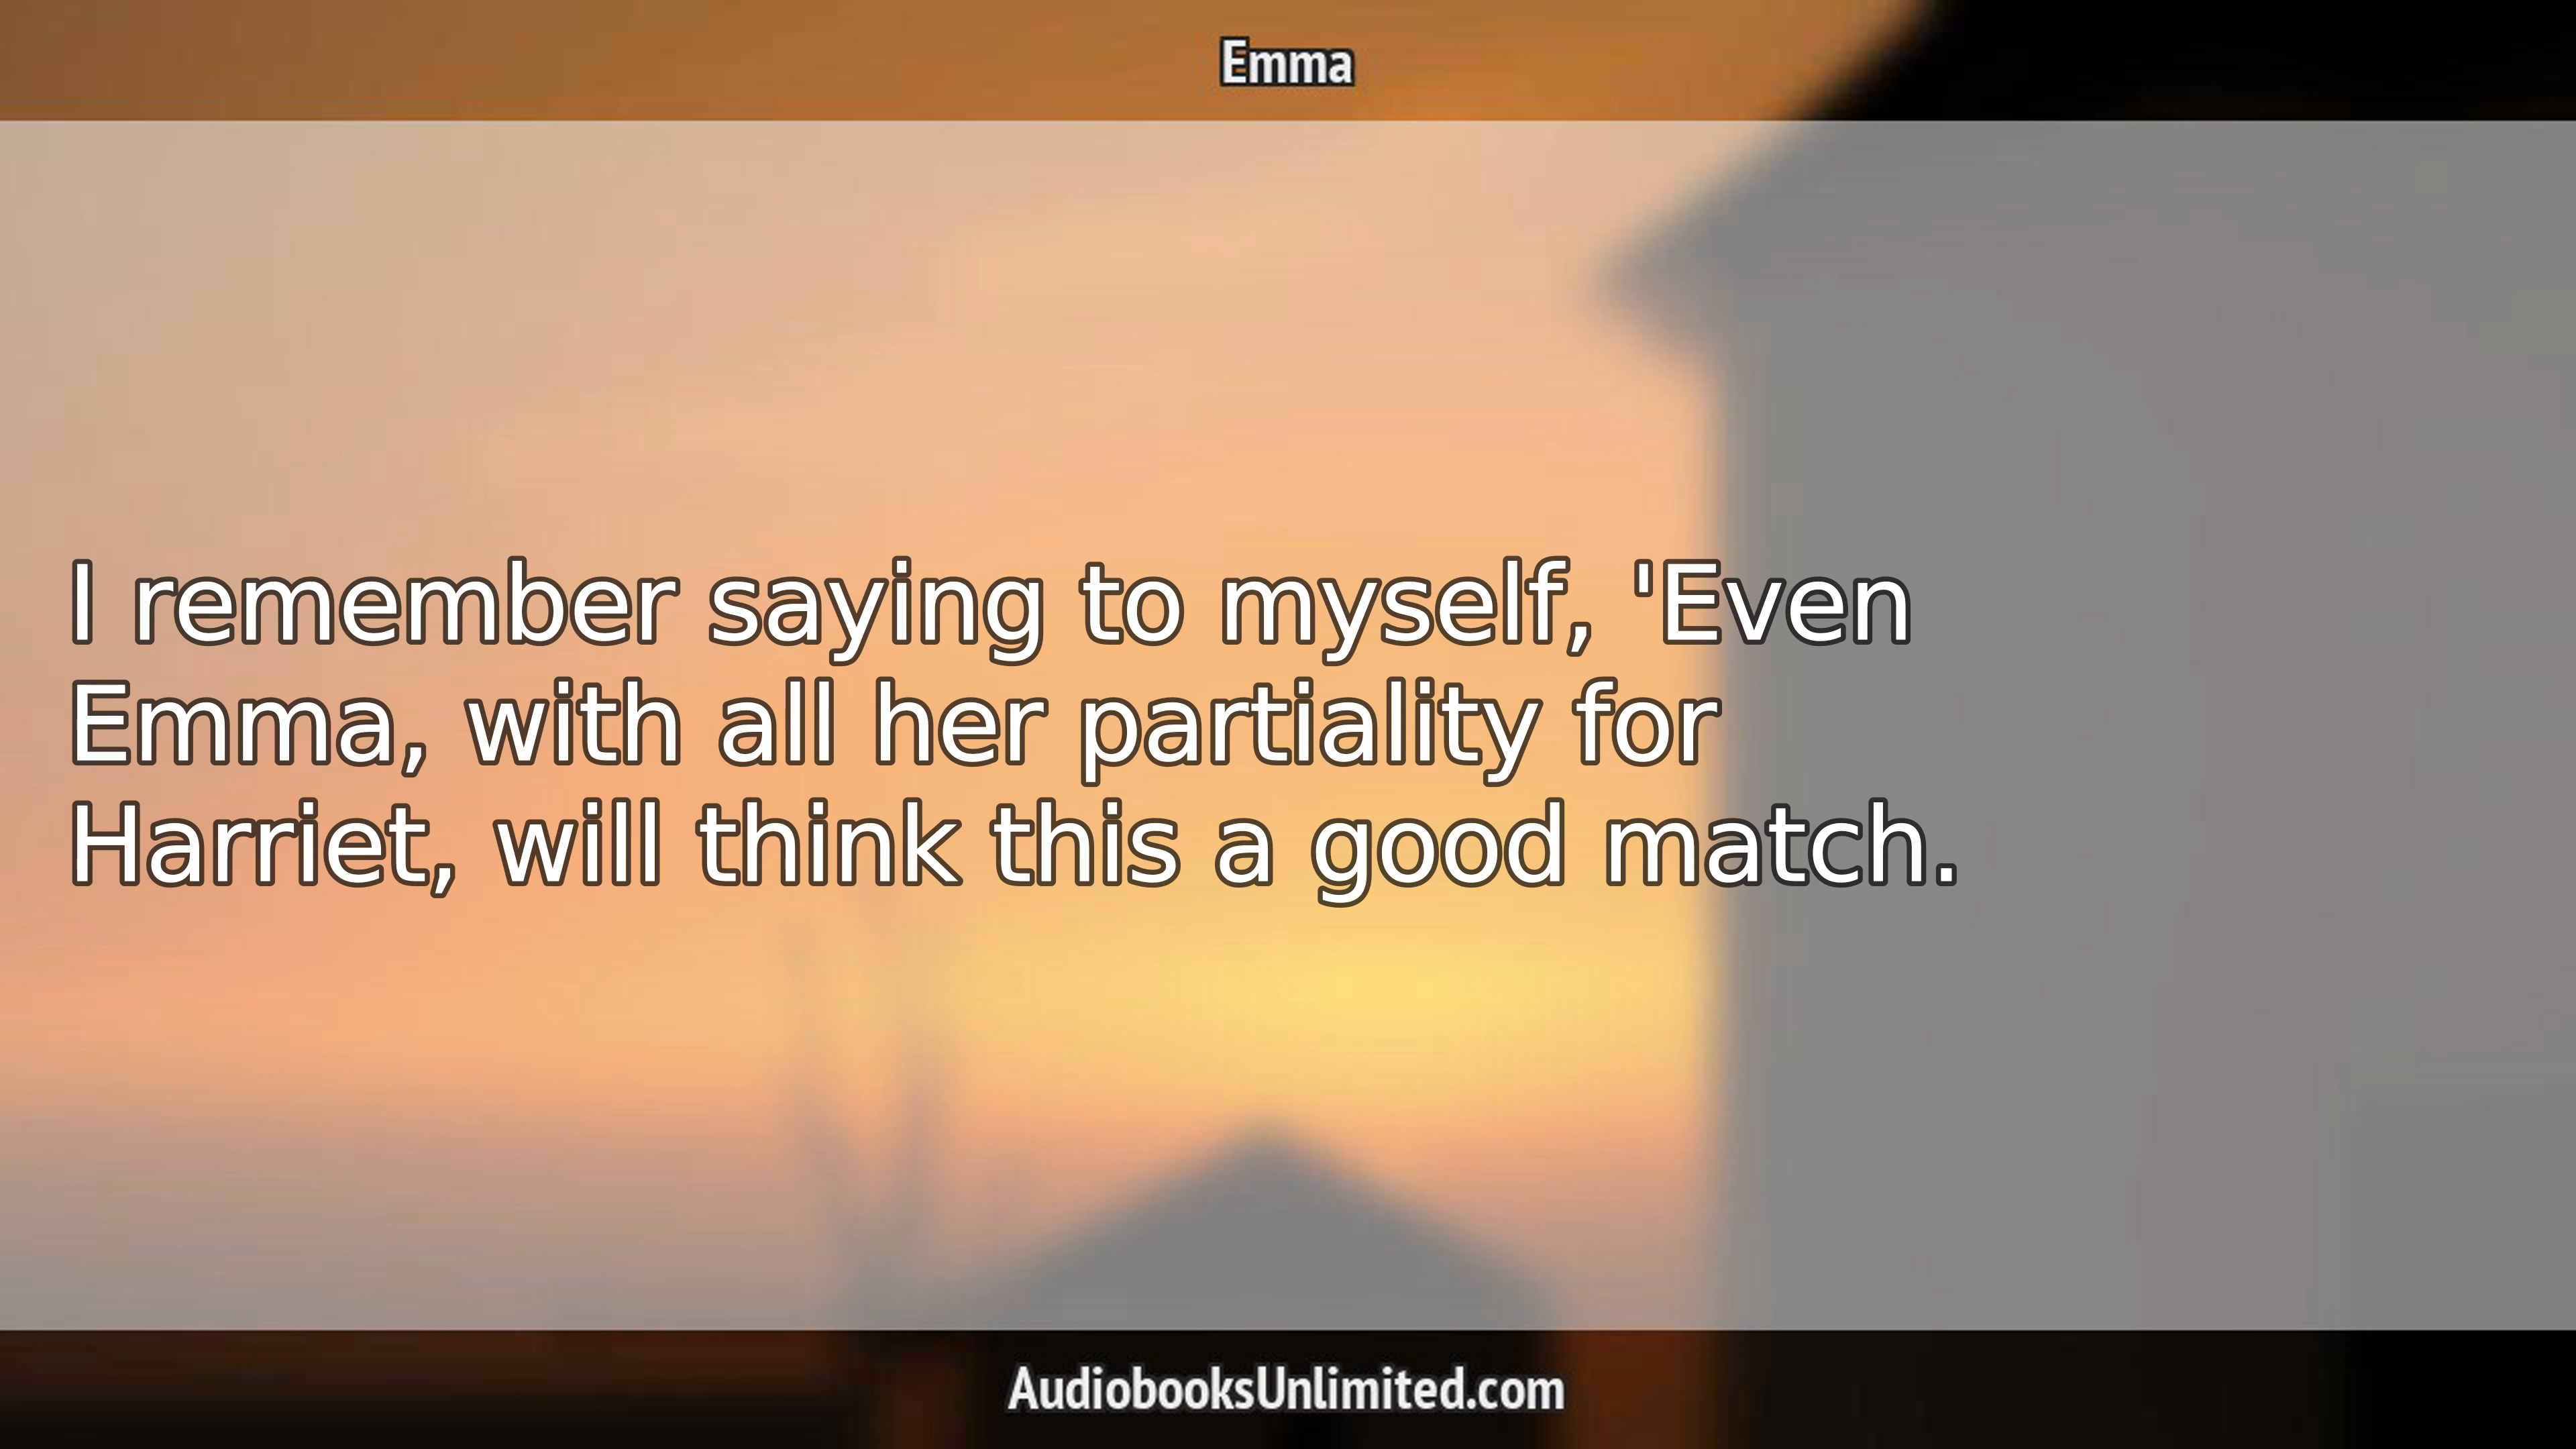 Emma
I remember saying to myself, 'Even
Emma, with all her partiality for
Harriet, will think this a good match.
AudiobooksUnlimited.com